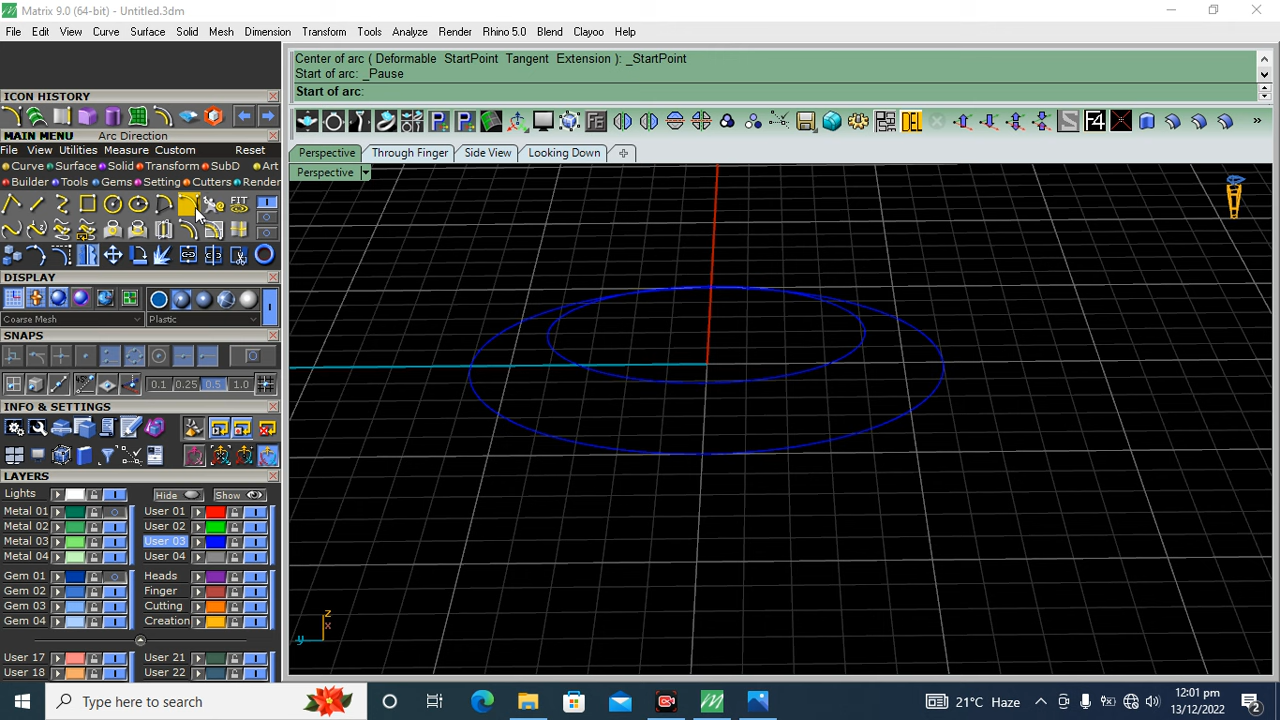 Matrix 9.0 (64-bit) - Untitled.3dm
File Edit View Curve Surface Solid Mesh Dimension Transform Tools Analyze Render Rhino 5.0 Blend Clayoo Help
Center of arc ( Deformable StartPoint Tangent Extension ): _StartPoint
Start of arc: _Pause
Start of arc:
ICON HISTORY
MAIN MENU Arc Direction
File View Utilities Measure Custom Reset
Curve Surface Solid Transform SubD Art
Builder Tools Gems Setting Cutters Render
FIT
DISPLAY
Coarse Mesh Plastic
SNAPS
0.1 0.25 0.5 1.0
INFO & SETTINGS
LAYERS
Lights Hide Show
Metal 01 User 01
Metal 02 User 02
Metal 03 User 03
Metal 04 User 04
Gem 01 Heads
Gem 02 Finger
Gem 03 Cutting
Gem 04 Creation
User 17 User 21
User 18 User 22
P P FE DEL S F4 »
Perspective Through Finger Side View Looking Down
Perspective
z
x
y
Type here to search
21°C Haze
12:01 pm
13/12/2022
2